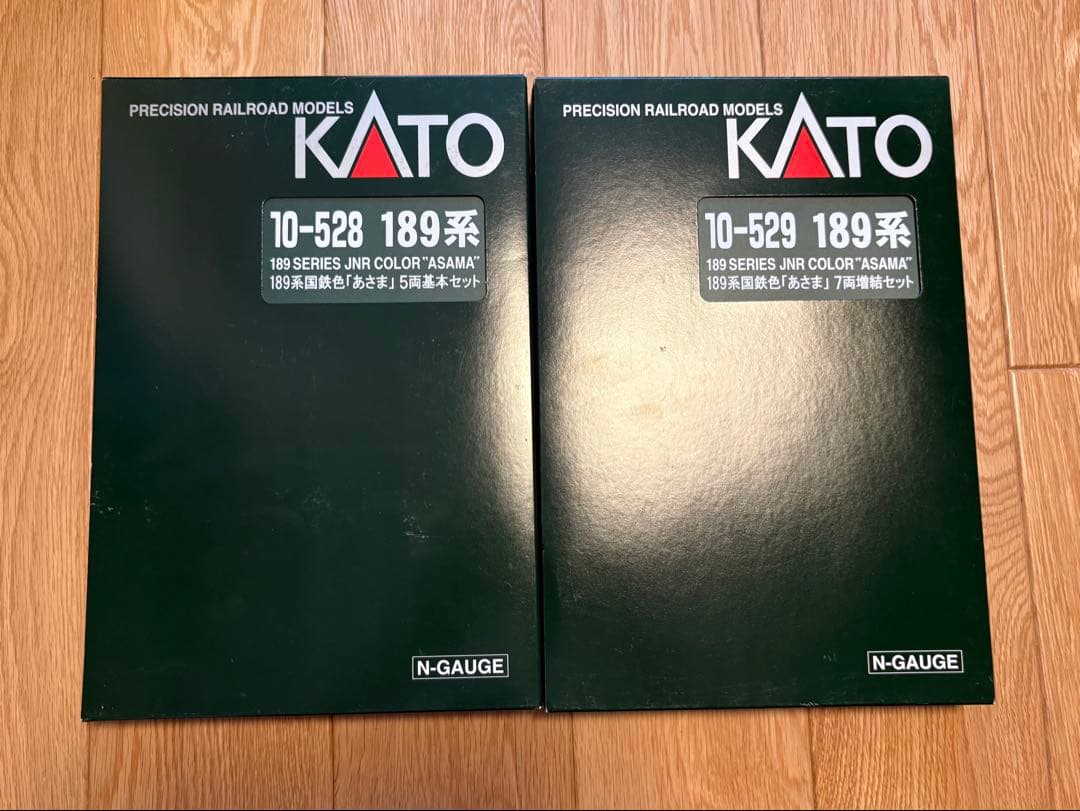 PRECISION RAILROAD MODELS
KATO
10-528 189系
189 SERIES JNR COLOR "ASAMA"
189系国鉄色「あさま」5両基本セット
N-GAUGE
PRECISION RAILROAD MODELS
KATO
10-529 189系
189 SERIES JNR COLOR "ASAMA"
189系国鉄色「あさま」7両増結セット
N-GAUGE